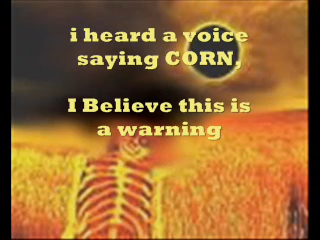 i heard a voice
saying CORN,
I Believe this is
a warning